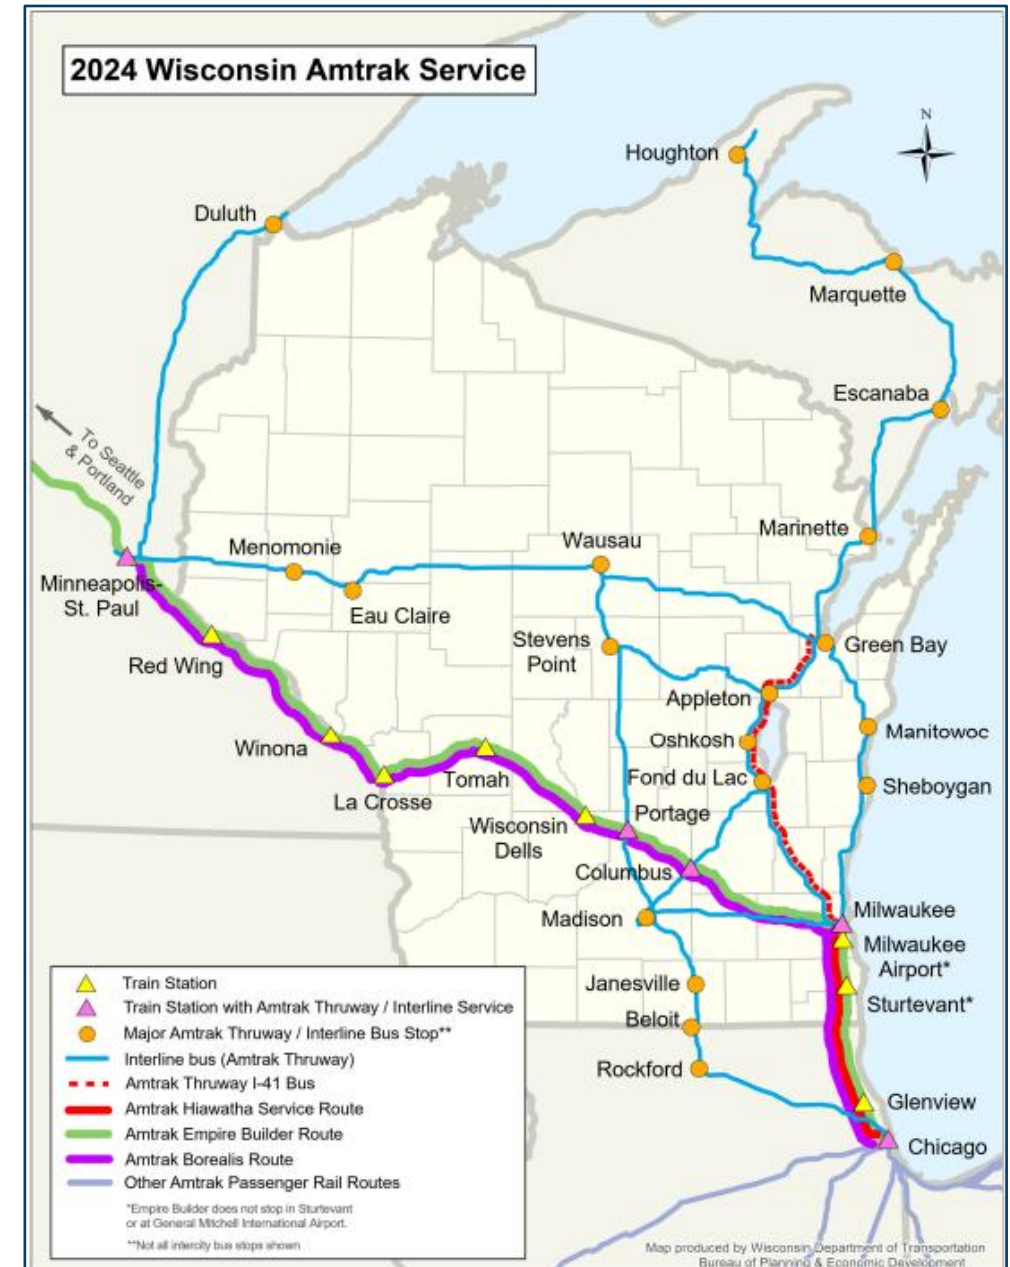 2024 Wisconsin Amtrak Service
N
Houghton
Duluth
Marquette
Escanaba
To Seattle
& Portland
Marinette
Wausau
Menomonie
Minneapolis-
St. Paul
Eau Claire
Stevens
Point
Green Bay
Red Wing
Appleton
Manitowoc
Oshkosh
Winona
Fond du Lac
Tomah
Sheboygan
La Crosse
Portage
Wisconsin
Dells
Columbus
Milwaukee
Madison
Milwaukee
Airport*
Janesville
Sturtevant*
Beloit
Rockford
Glenview
Chicago
Train Station
Train Station with Amtrak Thruway / Interline Service
Major Amtrak Thruway / Interline Bus Stop**
Interline bus (Amtrak Thruway)
Amtrak Thruway I-41 Bus
Amtrak Hiawatha Service Route
Amtrak Empire Builder Route
Amtrak Borealis Route
Other Amtrak Passenger Rail Routes
*Empire Builder does not stop in Sturtevant
or at General Mitchell International Airport.
**Not all intercity bus stops shown
Map produced by Wisconsin Department of Transportation
Bureau of Planning & Economic Development